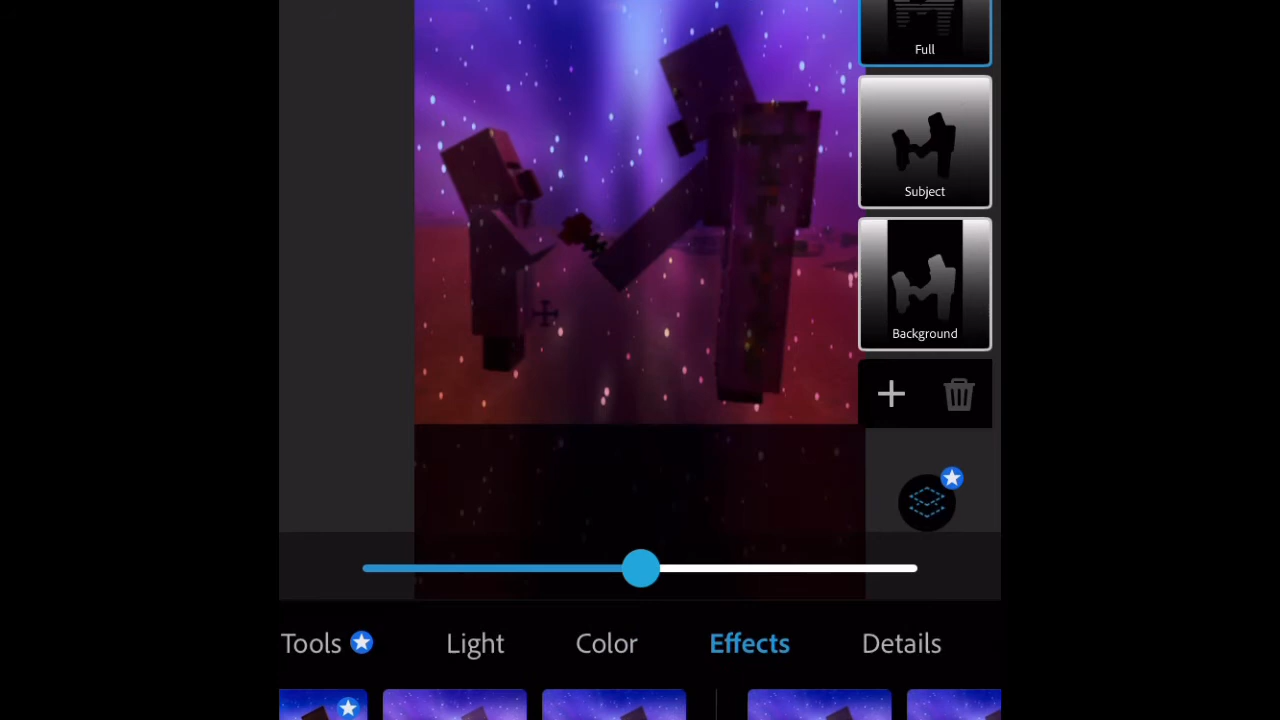 Full
Subject
Background
Tools
Light
Color
Effects
Details